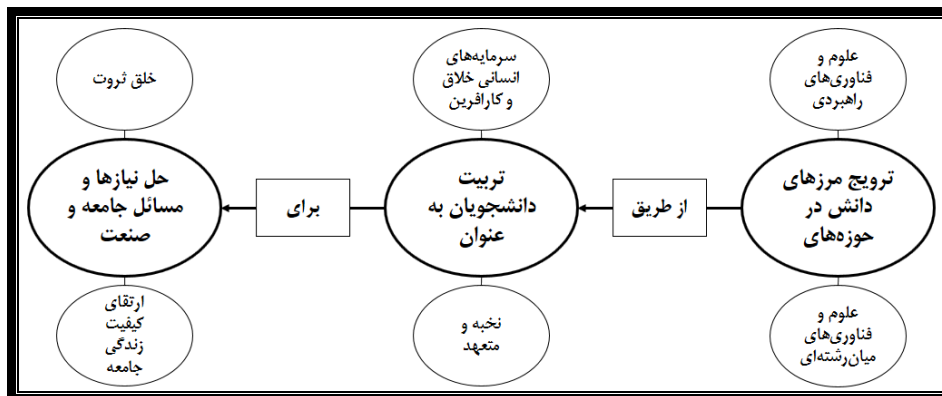 علوم و
فناوری‌های
راهبردی
ترویج مرزهای
دانش در
حوزه‌های
علوم و
فناوری‌های
میان‌رشته‌ای
از طریق
سرمایه‌های
انسانی خلاق
و کارافرین
تربیت
دانشجویان به
عنوان
نخبه و
متعهد
برای
خلق ثروت
حل نیازها و
مسائل جامعه و
صنعت
ارتقای
کیفیت
زندگی
جامعه